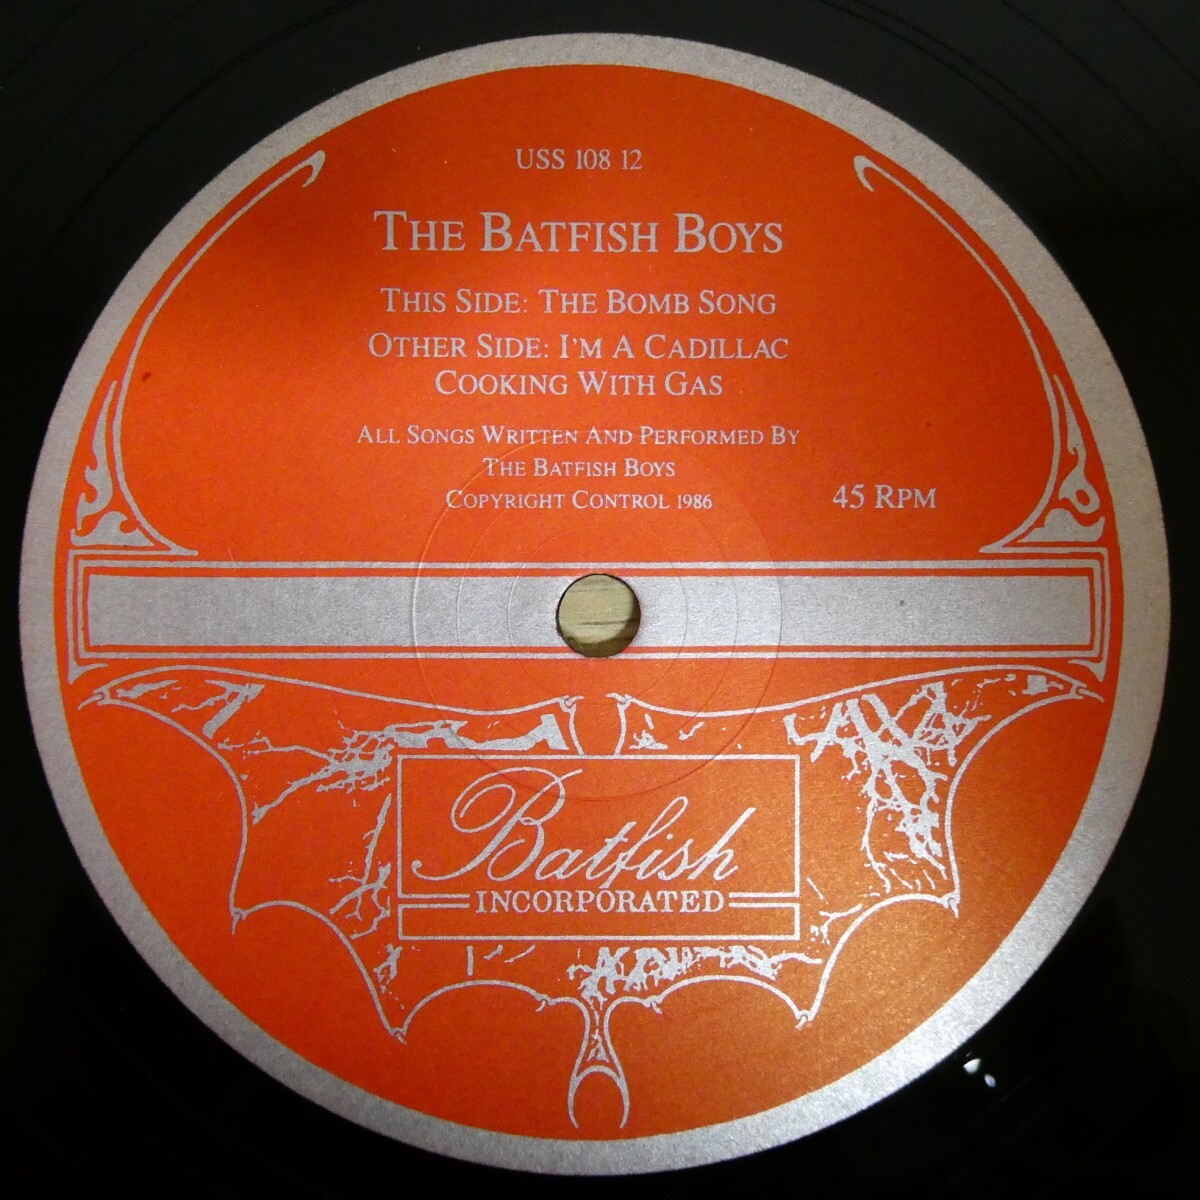 USS 108 12
THE BATFISH BOYS
THIS SIDE: THE BOMB SONG
OTHER SIDE: I'M A CADILLAC
COOKING WITH GAS
ALL SONGS WRITTEN AND PERFORMED BY
THE BATFISH BOYS
COPYRIGHT CONTROL 1986
45 RPM
Batfish
INCORPORATED